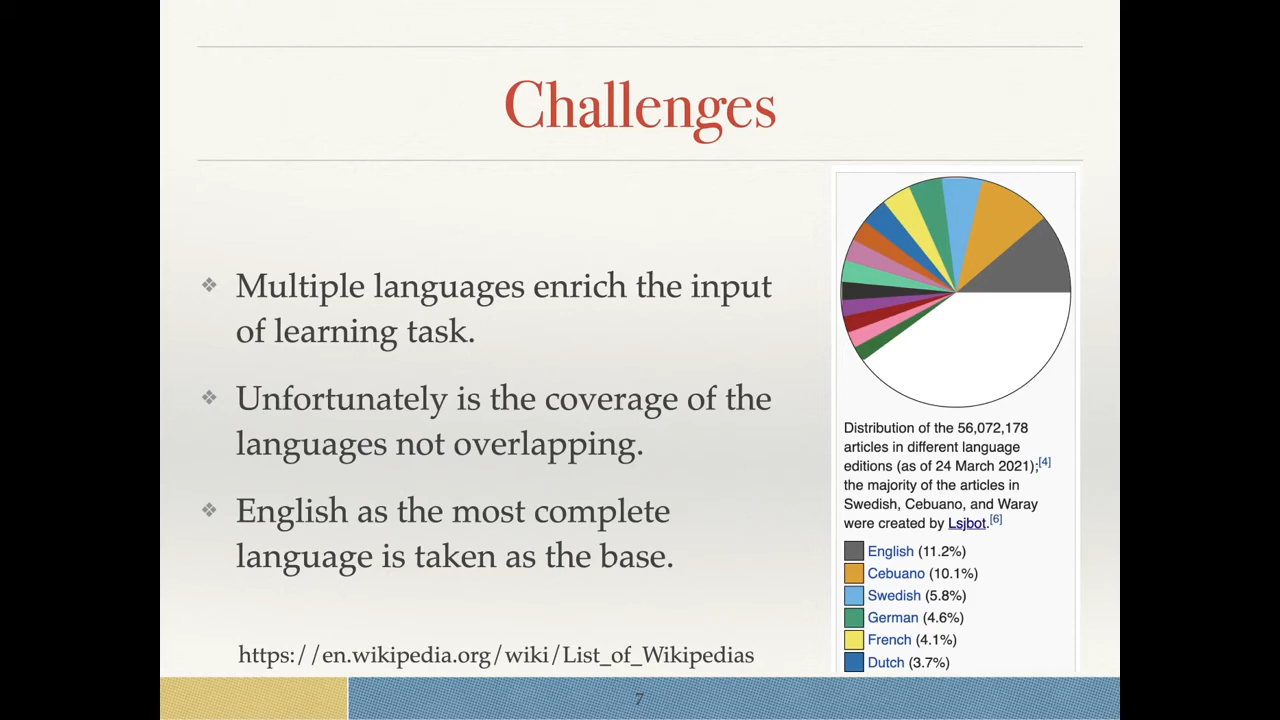 Challenges
❖ Multiple languages enrich the input
of learning task.
❖ Unfortunately is the coverage of the
languages not overlapping.
❖ English as the most complete
language is taken as the base.
https://en.wikipedia.org/wiki/List_of_Wikipedias
Distribution of the 56,072,178
articles in different language
editions (as of 24 March 2021);[4]
the majority of the articles in
Swedish, Cebuano, and Waray
were created by Lsjbot.[6]
English (11.2%)
Cebuano (10.1%)
Swedish (5.8%)
German (4.6%)
French (4.1%)
Dutch (3.7%)
7